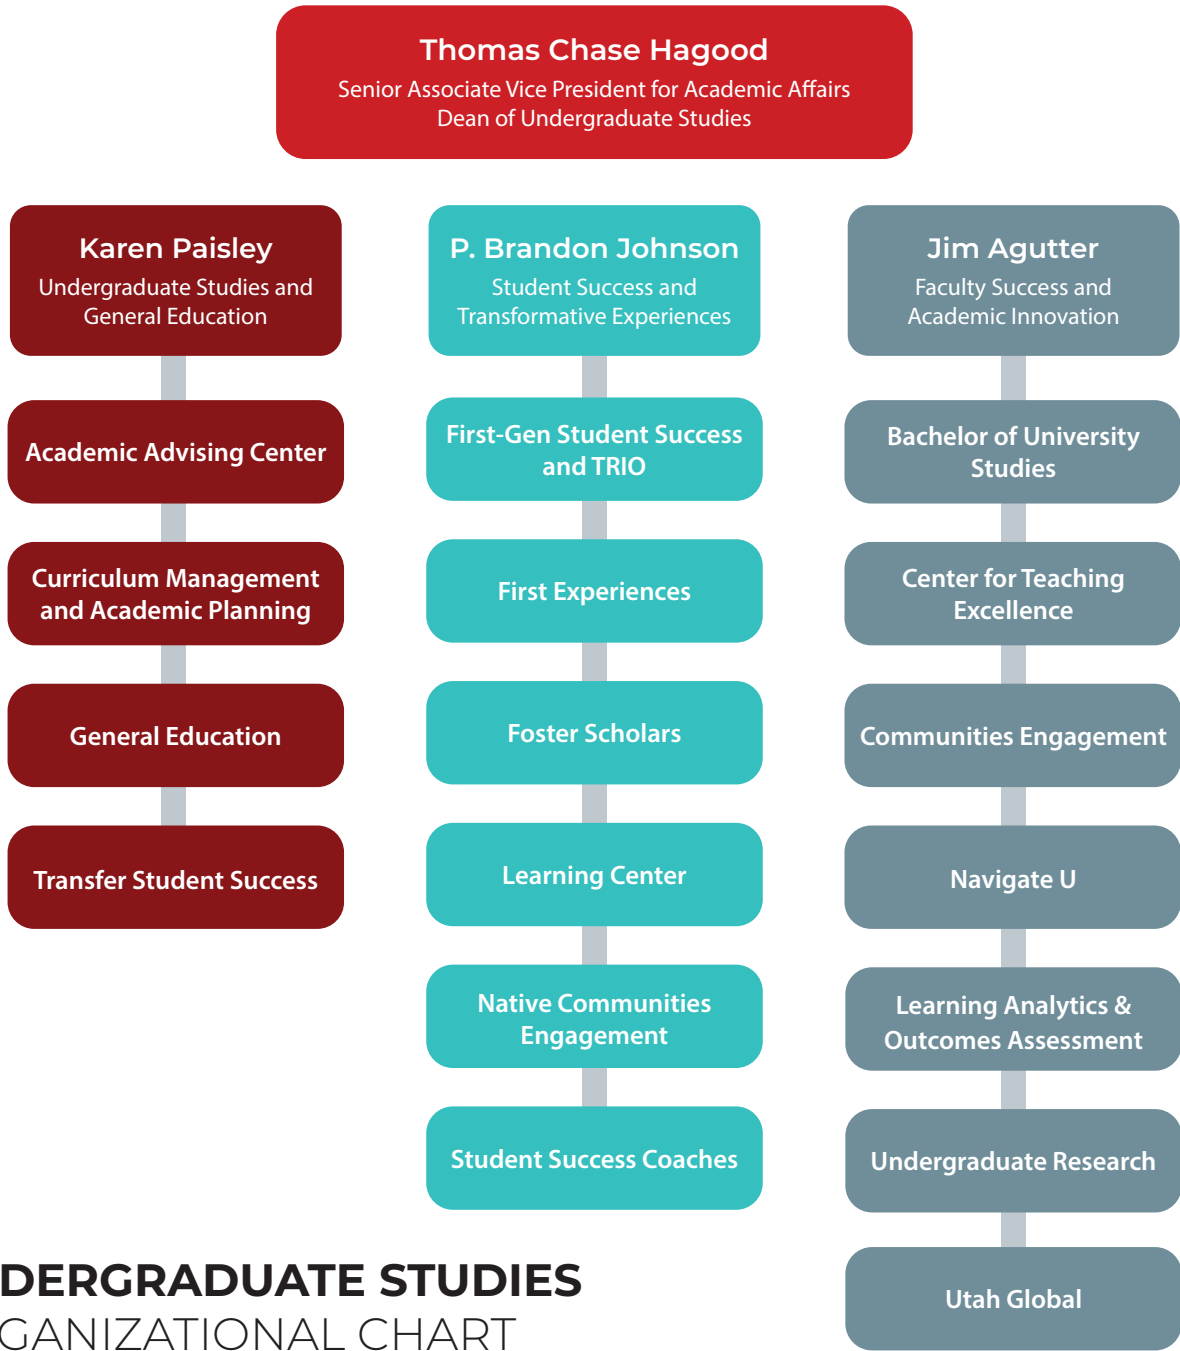 Thomas Chase Hagood
Senior Associate Vice President for Academic Affairs
Dean of Undergraduate Studies
Karen Paisley
Undergraduate Studies and
General Education
Academic Advising Center
Curriculum Management
and Academic Planning
General Education
Transfer Student Success
P. Brandon Johnson
Student Success and
Transformative Experiences
First-Gen Student Success
and TRIO
First Experiences
Foster Scholars
Learning Center
Native Communities
Engagement
Student Success Coaches
Jim Agutter
Faculty Success and
Academic Innovation
Bachelor of University
Studies
Center for Teaching
Excellence
Communities Engagement
Navigate U
Learning Analytics &
Outcomes Assessment
Undergraduate Research
Utah Global
DERGRADUATE STUDIES
GANIZATIONAL CHART